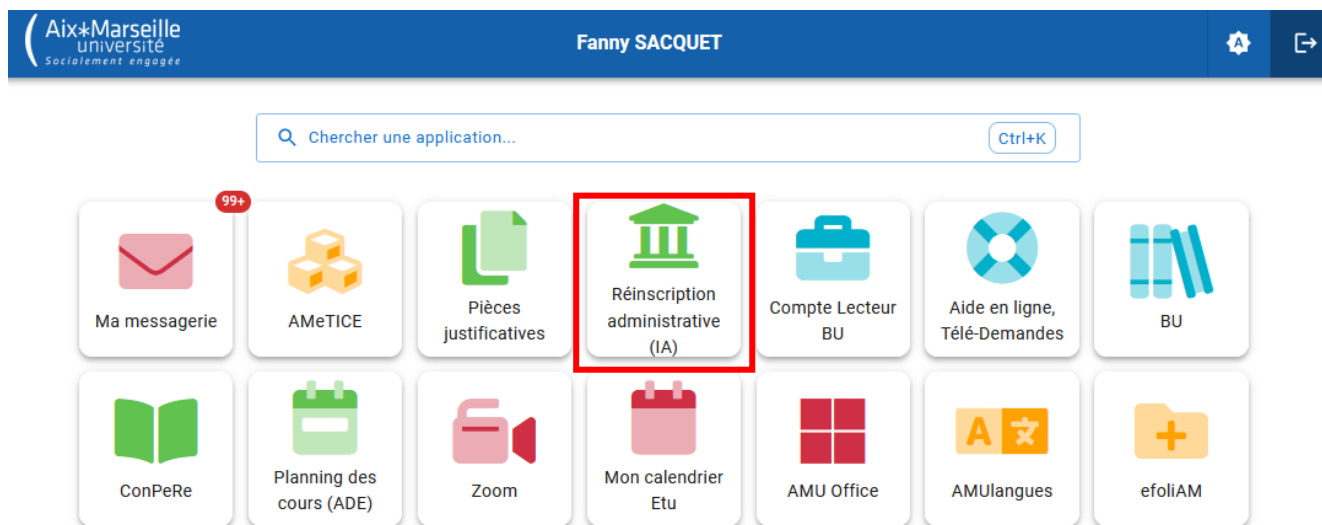 Aix*Marseille
université
Socialement engagée
Fanny SACQUET
A
Chercher une application...
Ctrl+K
99+
Ma messagerie
AMeTICE
Pièces
justificatives
Réinscription
administrative
(IA)
Compte Lecteur
BU
Aide en ligne,
Télé-Demandes
BU
ConPeRe
Planning des
cours (ADE)
Zoom
Mon calendrier
Etu
AMU Office
A 文
AMUlangues
efoliAM